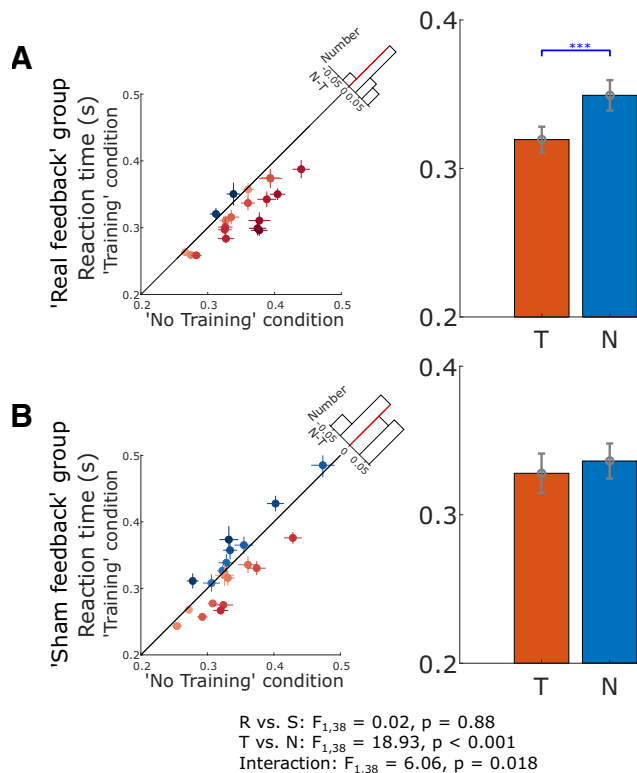 A
'Real feedback' group
Reaction time (s)
'Training' condition
0.5
0.4
0.3
0.2
0.2
0.3
0.4
0.5
'No Training' condition
Number
N-T
-0.05
0
0.05
0.4
0.3
0.2
***
T
N
B
'Sham feedback' group
Reaction time (s)
'Training' condition
0.5
0.4
0.3
0.2
0.2
0.3
0.4
0.5
'No Training' condition
Number
N-T
-0.05
0
0.05
0.4
0.3
0.2
T
N
R vs. S: F1,38 = 0.02, p = 0.88
T vs. N: F1,38 = 18.93, p < 0.001
Interaction: F1,38 = 6.06, p = 0.018